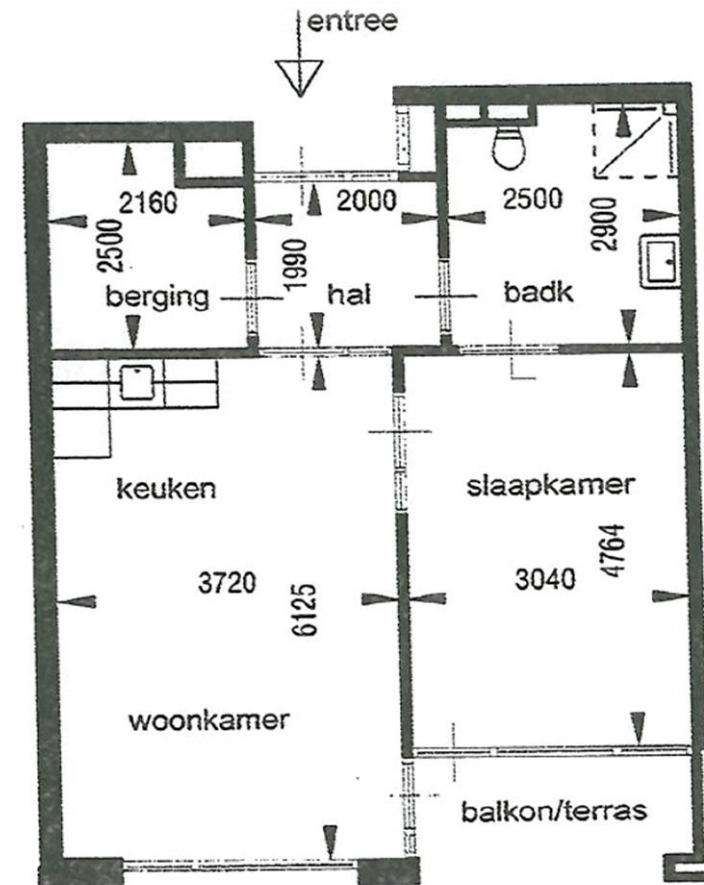 entree
2160
2000
2500
2500
1990
2900
berging
hal
badk
keuken
slaapkamer
3720
6125
3040
4764
woonkamer
balkon/terras